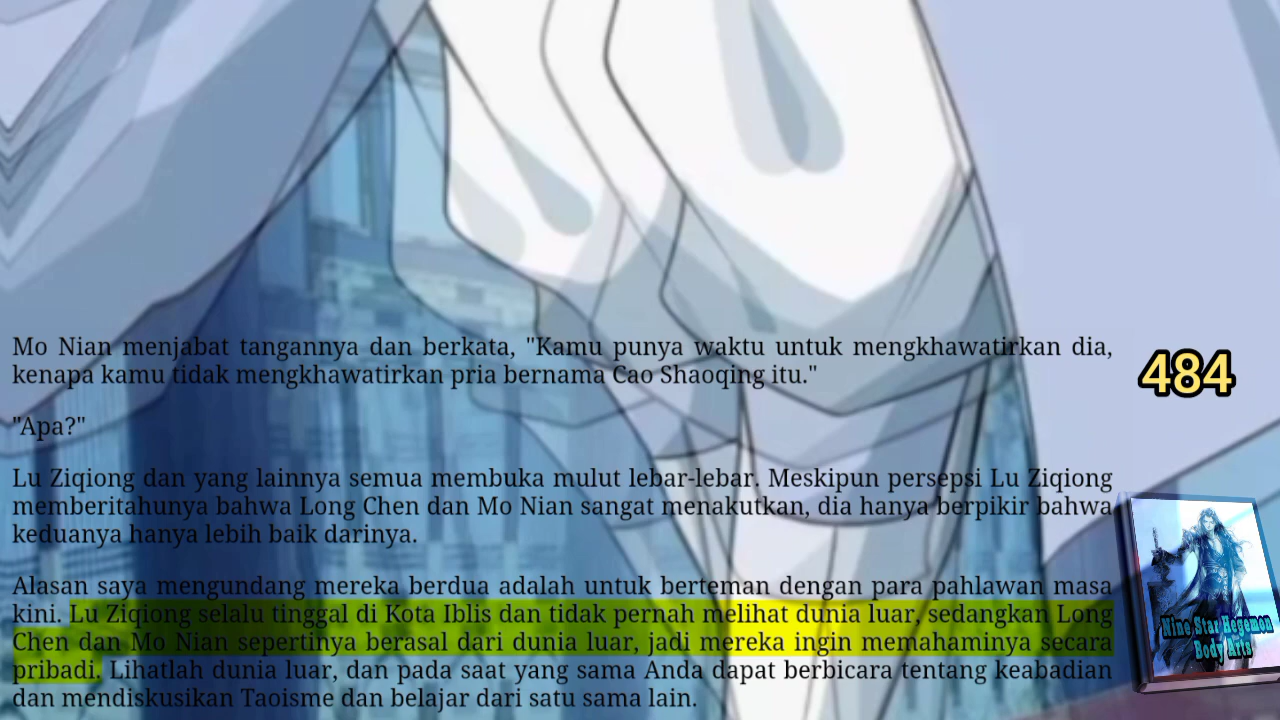 Mo Nian menjabat tangannya dan berkata, "Kamu punya waktu untuk mengkhawatirkan dia,
kenapa kamu tidak mengkhawatirkan pria bernama Cao Shaoqing itu."
484
"Apa?"
Lu Ziqiong dan yang lainnya semua membuka mulut lebar-lebar. Meskipun persepsi Lu Ziqiong
memberitahunya bahwa Long Chen dan Mo Nian sangat menakutkan, dia hanya berpikir bahwa
keduanya hanya lebih baik darinya.
Alasan saya mengundang mereka berdua adalah untuk berteman dengan para pahlawan masa
kini. Lu Ziqiong selalu tinggal di Kota Iblis dan tidak pernah melihat dunia luar, sedangkan Long
Chen dan Mo Nian sepertinya berasal dari dunia luar, jadi mereka ingin memahaminya secara
pribadi. Lihatlah dunia luar, dan pada saat yang sama Anda dapat berbicara tentang keabadian
dan mendiskusikan Taoisme dan belajar dari satu sama lain.
Nine Star Hegemon
Body Arts